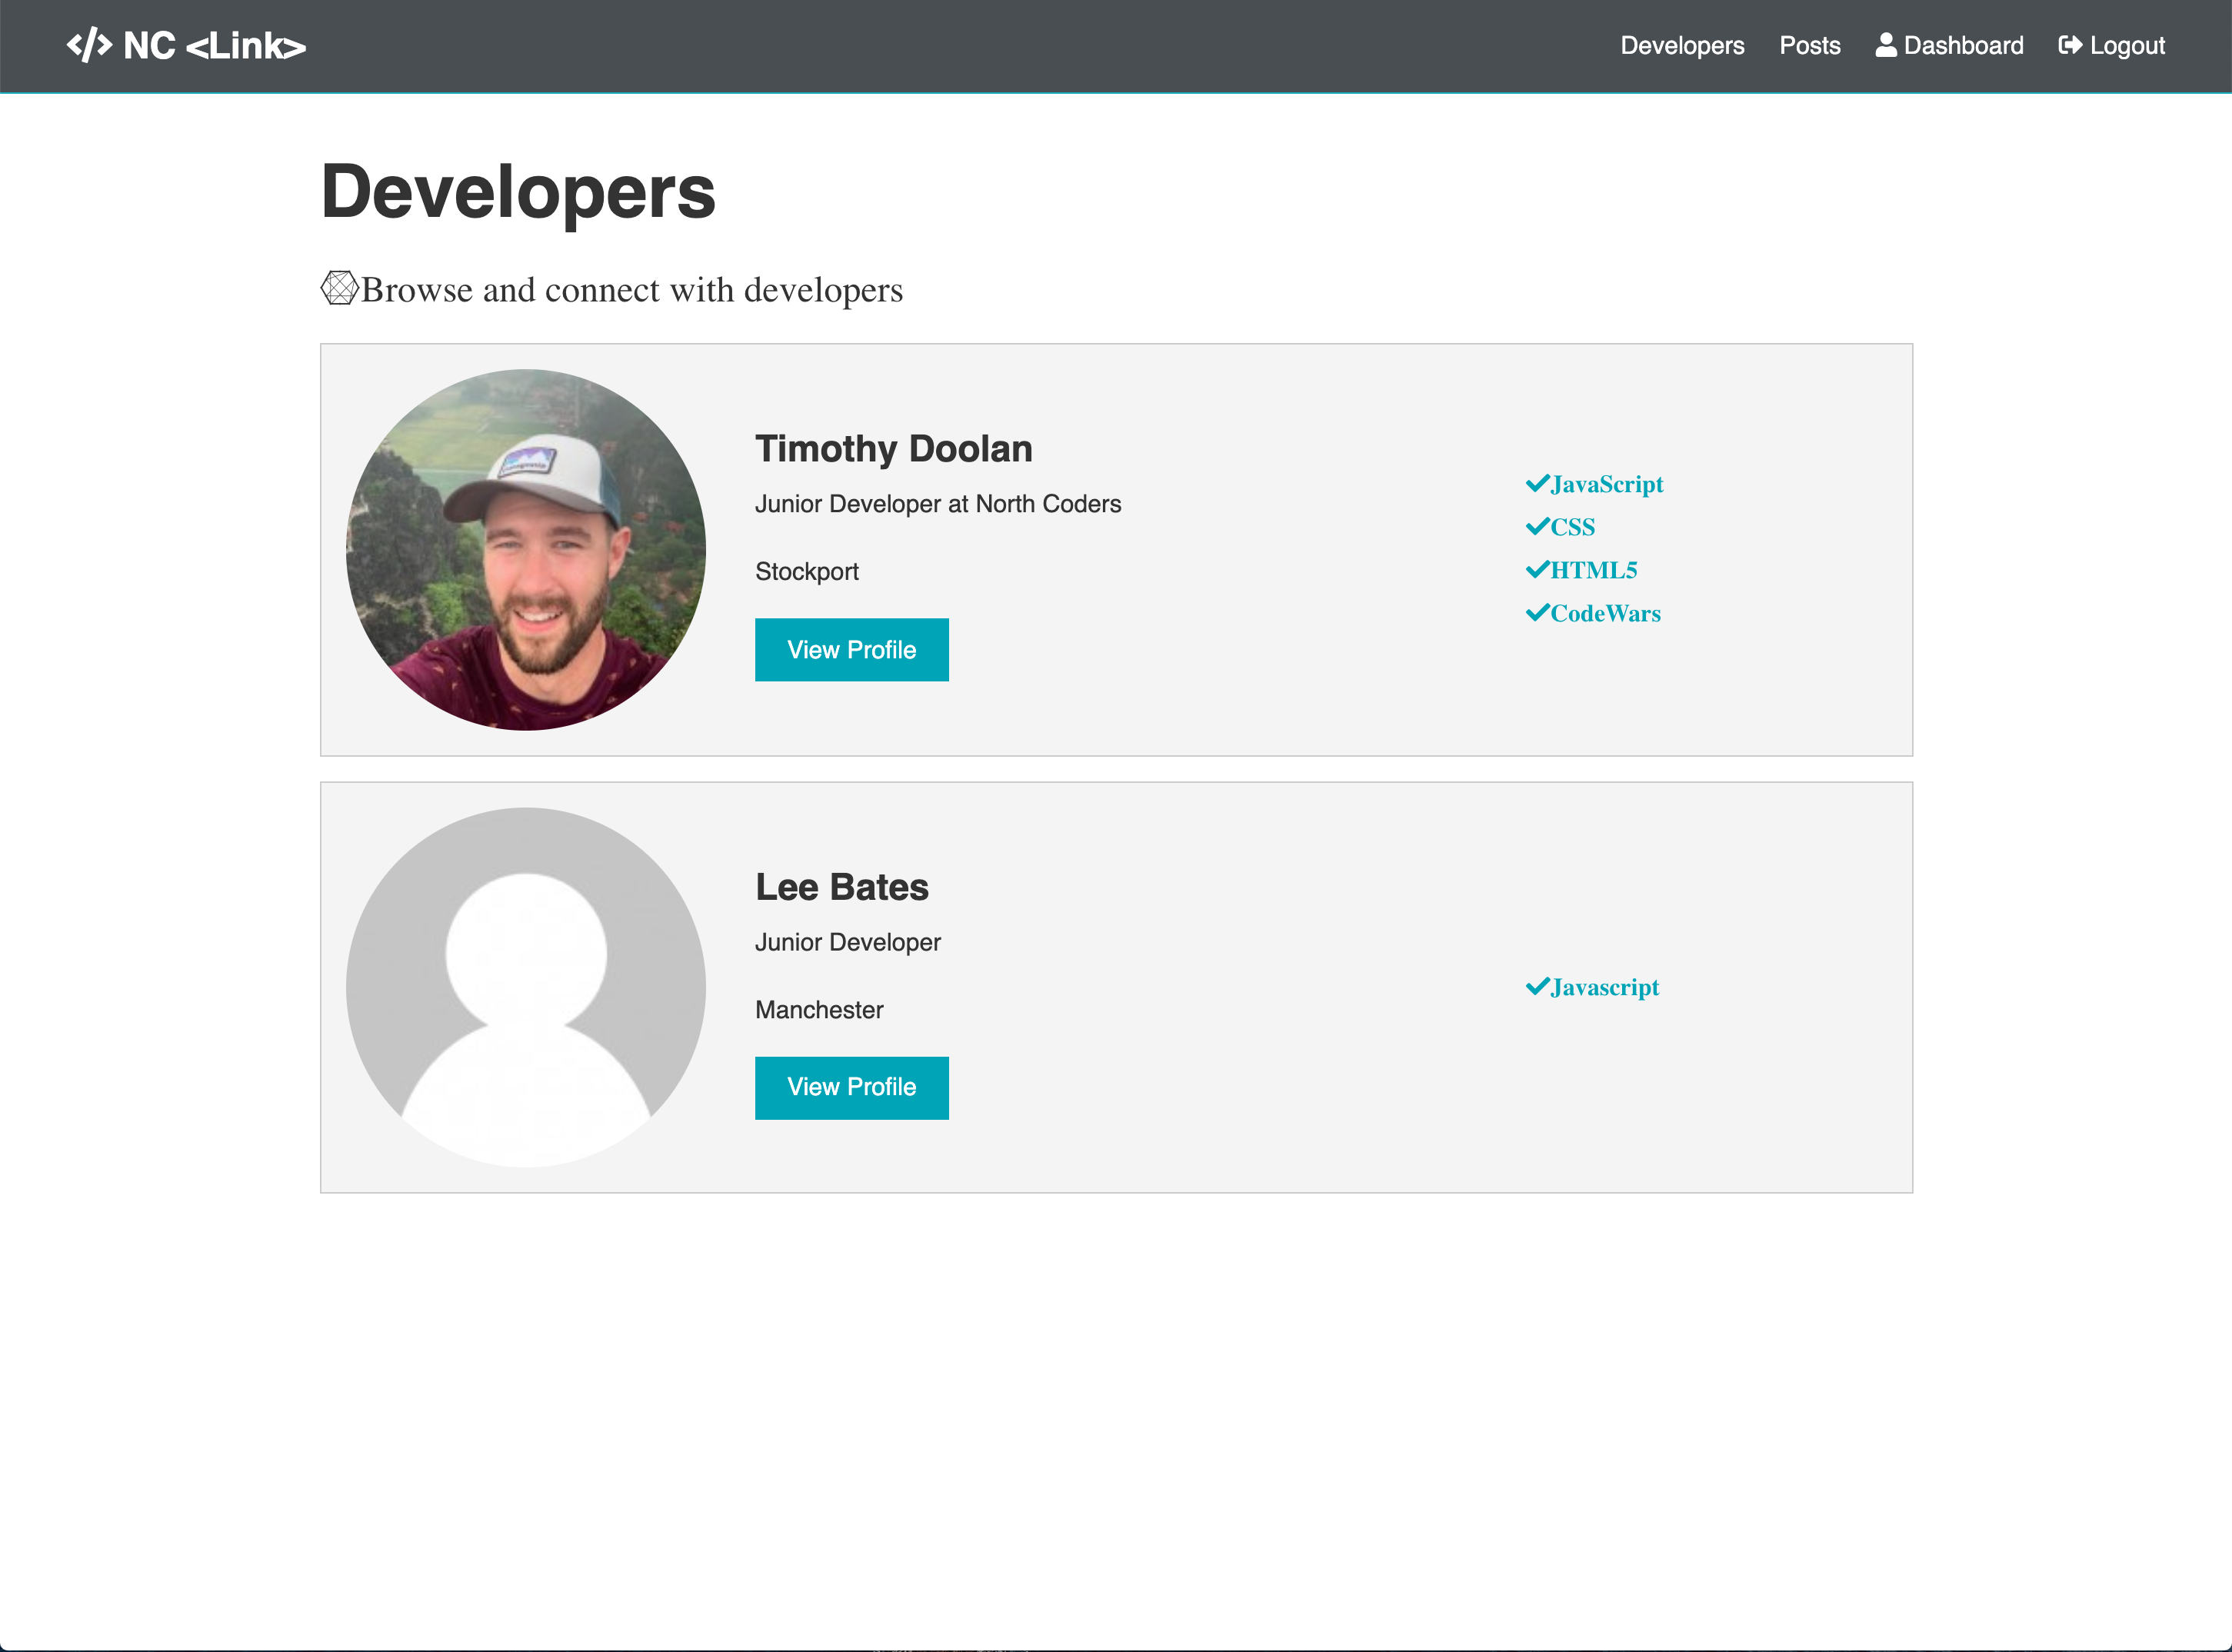 </> NC <Link>
Developers Posts Dashboard Logout
Developers
Browse and connect with developers
Timothy Doolan
Junior Developer at North Coders
Stockport
View Profile
JavaScript
CSS
HTML5
CodeWars
Lee Bates
Junior Developer
Manchester
View Profile
Javascript